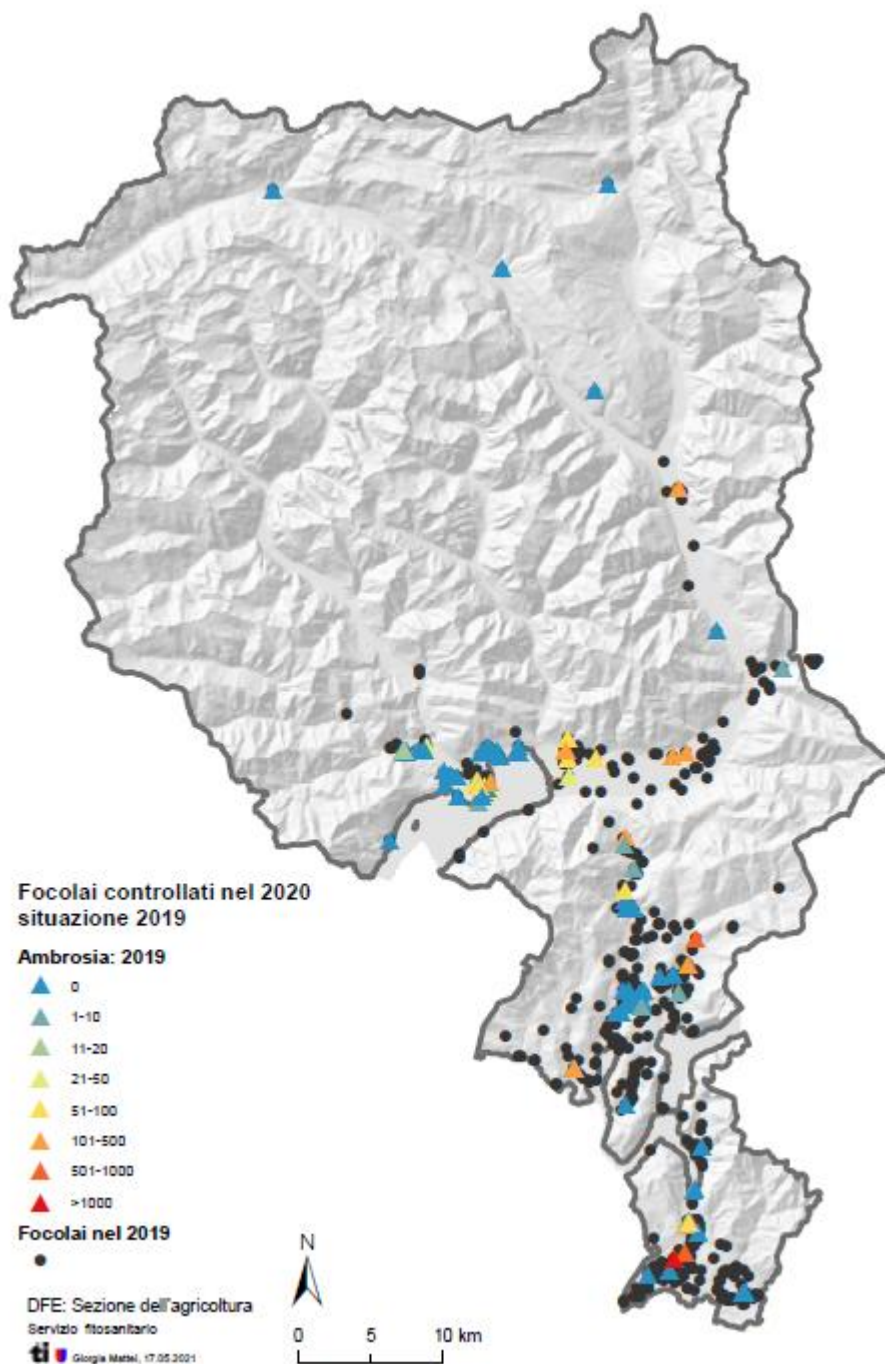 Focolai controllati nel 2020
situazione 2019
Ambrosia: 2019
0
1-10
11-20
21-50
51-100
101-500
501-1000
>1000
Focolai nel 2019
DFE: Sezione dell'agricoltura
Servizio fitosanitario
ti Giorgia Mattei, 17.05.2021
N
0 5 10 km